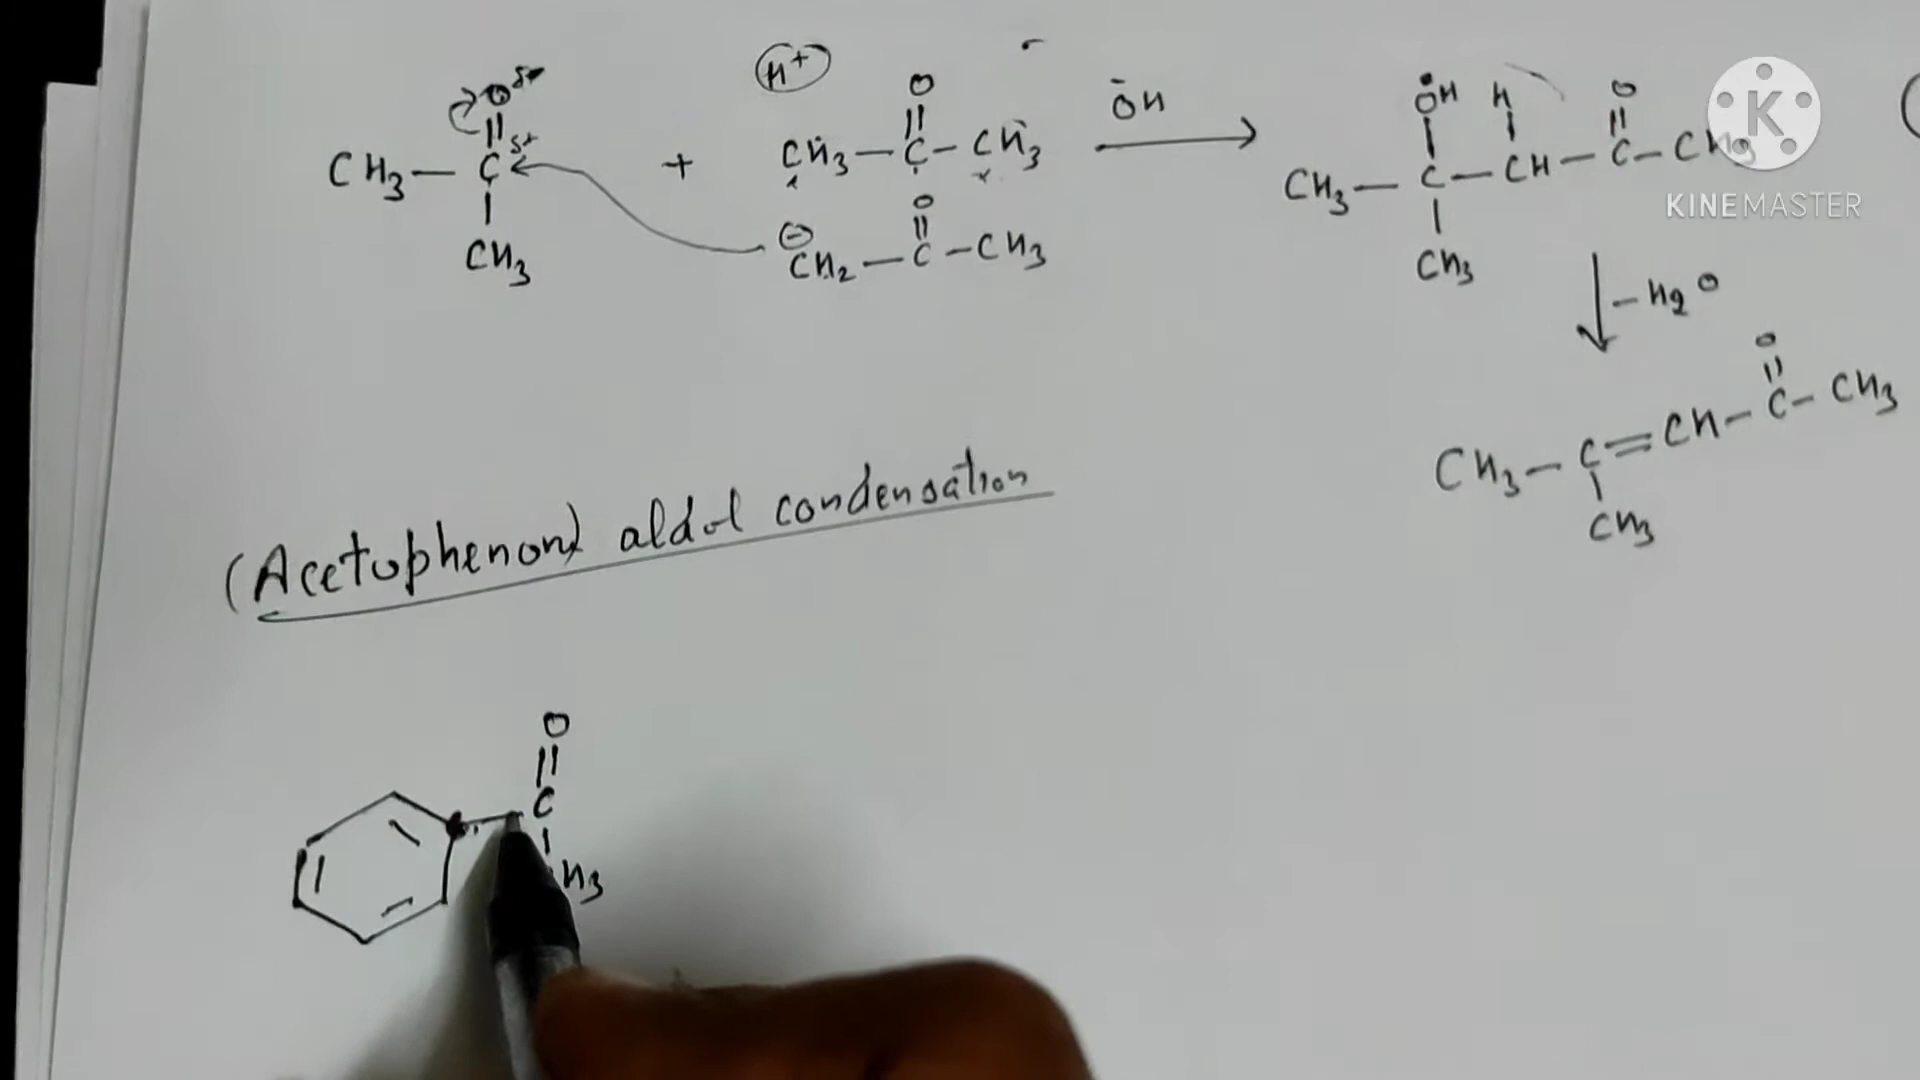 O δ-
CH3 — C δ+
CH3
+
H+
O
CH3 — C – CH3
O
⊖
CH2 — C – CH3
ŌH
OH H O
CH3 — C — CH — C – CH3
CH3
– H2O
O
CH3 — C = CH – C – CH3
CH3
(Acetophenone) aldol condensation
O
C
H3
K
KINEMASTER